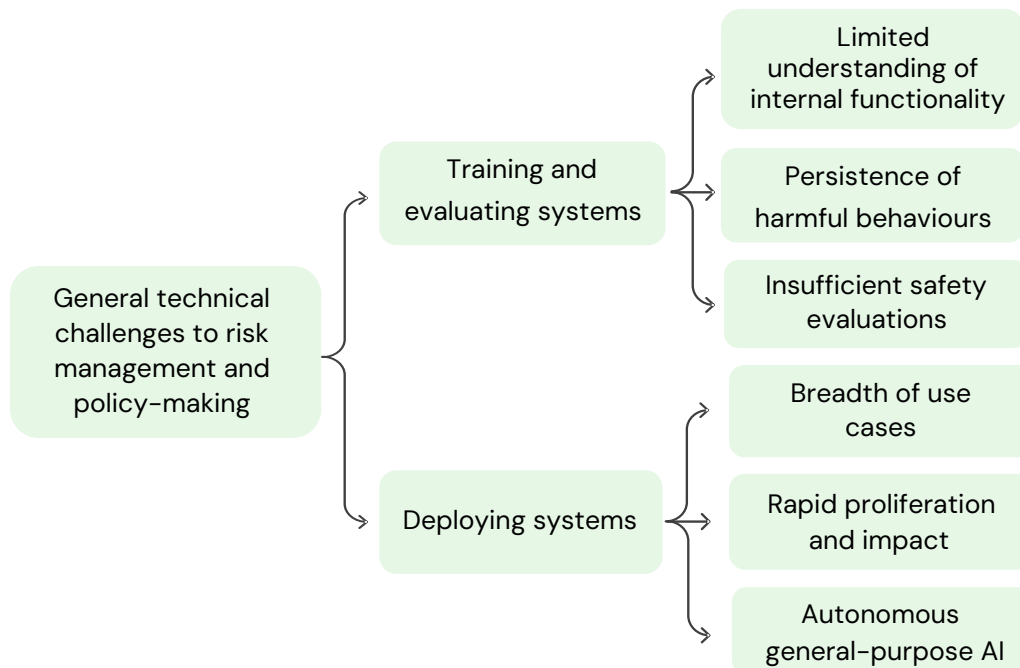 General technical
challenges to risk
management and
policy-making
Training and
evaluating systems
Limited
understanding of
internal functionality
Persistence of
harmful behaviours
Insufficient safety
evaluations
Deploying systems
Breadth of use
cases
Rapid proliferation
and impact
Autonomous
general-purpose AI